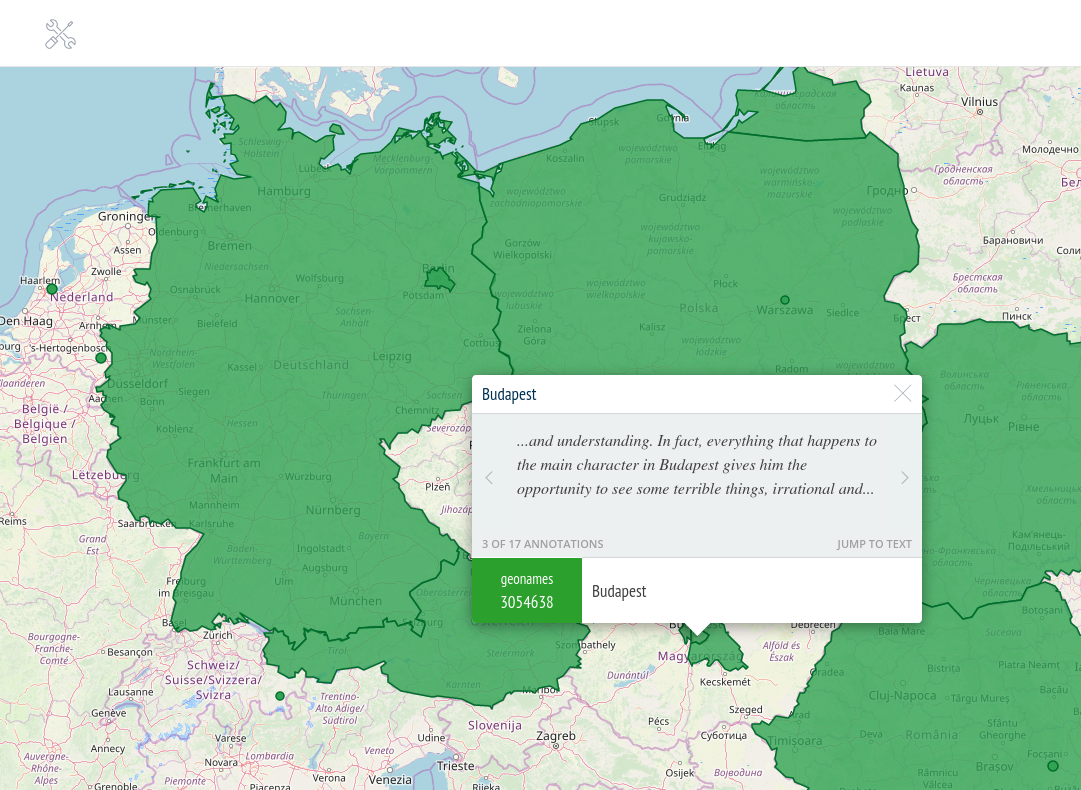 Lietuva
Kaunas
Vilnius
Калининградская
область
Słupsk
Gdynia
Elbląg
Koszalin
Schleswig-
Holstein
Lübeck
Mecklenburg-
Vorpommern
województwo
pomorskie
Молодечно
Гродненская
область
Гродно
Hamburg
województwo
zachodniopomorskie
Grudziądz
województwo
warmińsko-
mazurskie
Groningen
Bremerhaven
Oldenburg
Bremen
województwo
podlaskie
województwo
kujawsko-
pomorskie
Барановичи
Assen
Gorzów
Wielkopolski
Zwolle
Niedersachsen
Wolfsburg
Berlin
Брестская
область
Haarlem
Nederland
Osnabrück
Hannover
Potsdam
województwo
lubuskie
województwo
wielkopolskie
Płock
Polska
Warszawa
Siedlce
Брест
Пинск
Den Haag
Arnhem
Münster
Bielefeld
Sachsen-
Anhalt
Zielona
Góra
Kalisz
's-Hertogenbosch
Nordrhein-
Westfalen
Kassel
Deutschland
Leipzig
Cottbus
województwo
łódzkie
Radom
Düsseldorf
Siegen
Thüringen
Sachsen
Chemnitz
Волинська
область
Рівненська
область
Vlaanderen
België /
Belgique /
Belgien
Aachen
Bonn
Koblenz
Hessen
Луцьк
Рівне
Frankfurt am
Main
Würzburg
Plzeň
Lëtzebuerg
Mannheim
Nürnberg
Reims
Saarbrücken
Karlsruhe
Grand
Est
Baden-
Württemberg
Ingolstadt
Bayern
Augsburg
Ulm
München
Freiburg
im Breisgau
Кам'янець-
Подільський
Чернівецька
область
Budapest
...and understanding. In fact, everything that happens to
the main character in Budapest gives him the
opportunity to see some terrible things, irrational and...
3 OF 17 ANNOTATIONS
JUMP TO TEXT
geonames
3054638
Budapest
Basel
Zürich
Tirol
Steiermark
Szombathely
Debrecen
Baia Mare
Botoșani
Suceava
Bourgogne-
Franche-
Comté
Besançon
Schweiz/
Suisse/Svizzera/
Svizra
Kärnten
Maribor
Magyarország
Alföld és
Észak
Dunántúl
Kecskemét
Oradea
Bistrița
Piatra Neamț
Iași
Lausanne
Trentino-
Alto Adige/
Südtirol
Cluj-Napoca
Târgu Mureș
Bacău
Genève
Slovenija
Pécs
Szeged
Arad
Annecy
Varese
Udine
Zagreb
Суботица
Timișoara
Deva
România
Sfântu
Gheorghe
Auvergne-
Rhône-
Alpes
Novara
Lombardia
Veneto
Trieste
Focșani
Grenoble
Piemonte
Piacenza
Verona
Venezia
Rijeka
Osijek
Војводина
Râmnicu
Vâlcea
Brașov